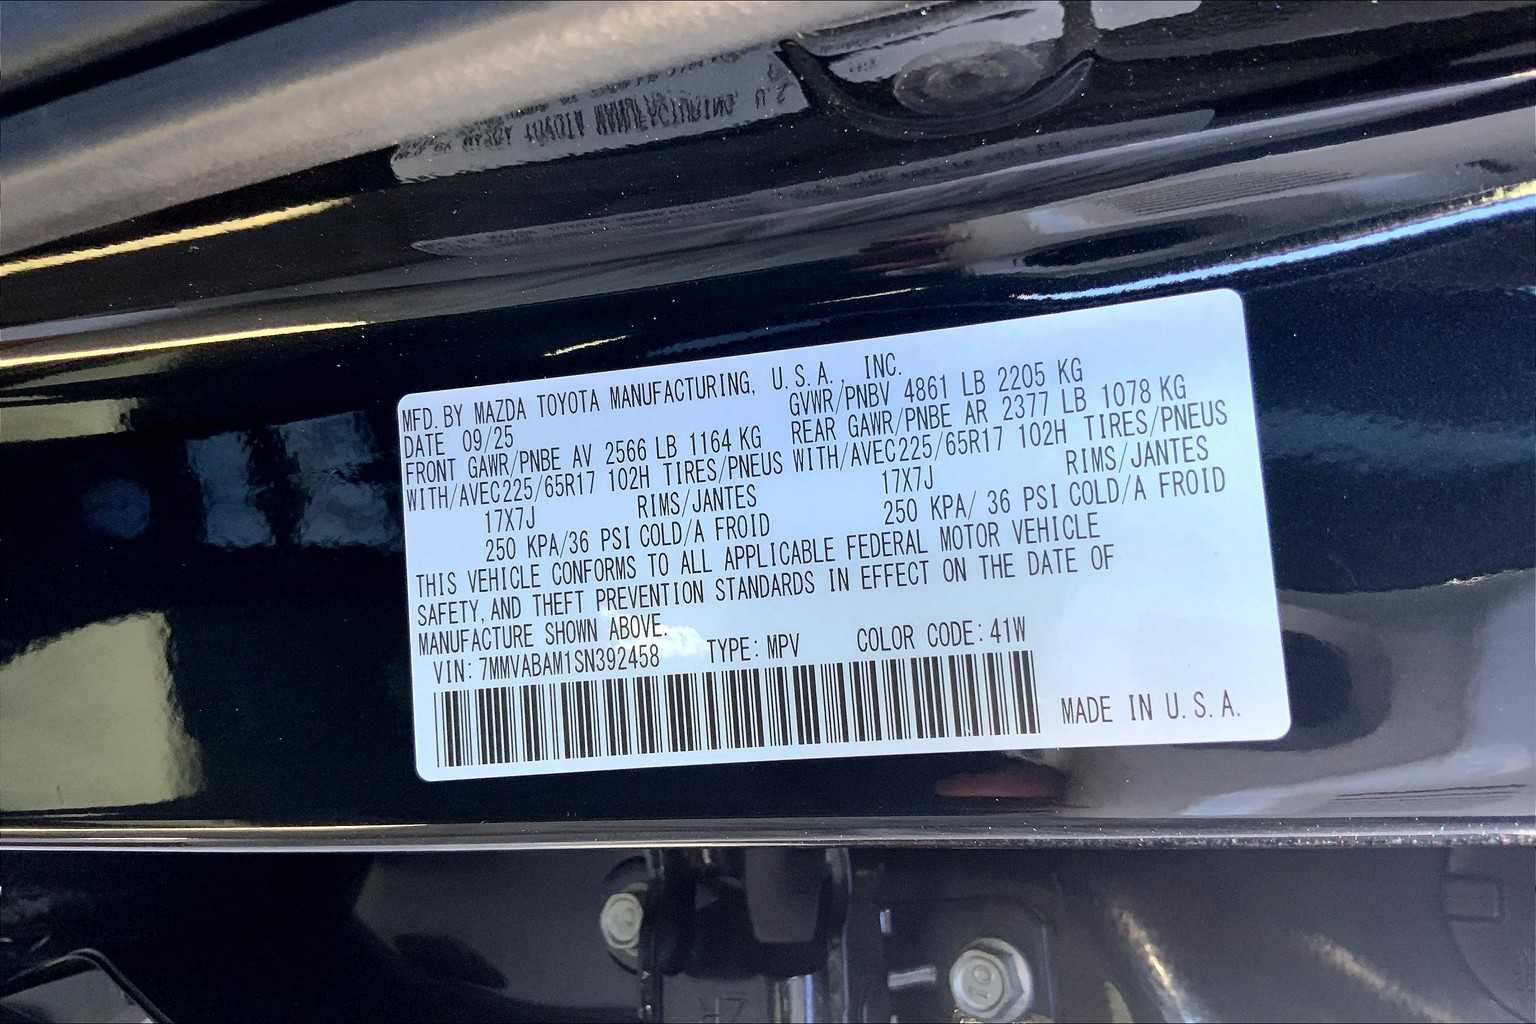 MFD. BY MAZDA TOYOTA MANUFACTURING, U.S.A., INC.
DATE 09/25 GVWR/PNBV 4861 LB 2205 KG
FRONT GAWR/PNBE AV 2566 LB 1164 KG REAR GAWR/PNBE AR 2377 LB 1078 KG
WITH/AVEC225/65R17 102H TIRES/PNEUS WITH/AVEC225/65R17 102H TIRES/PNEUS
17X7J RIMS/JANTES 17X7J RIMS/JANTES
250 KPA/36 PSI COLD/A FROID 250 KPA/ 36 PSI COLD/A FROID
THIS VEHICLE CONFORMS TO ALL APPLICABLE FEDERAL MOTOR VEHICLE
SAFETY, AND THEFT PREVENTION STANDARDS IN EFFECT ON THE DATE OF
MANUFACTURE SHOWN ABOVE.
VIN: 7MMVABAM1SN392458 TYPE: MPV COLOR CODE: 41W
MADE IN U.S.A.